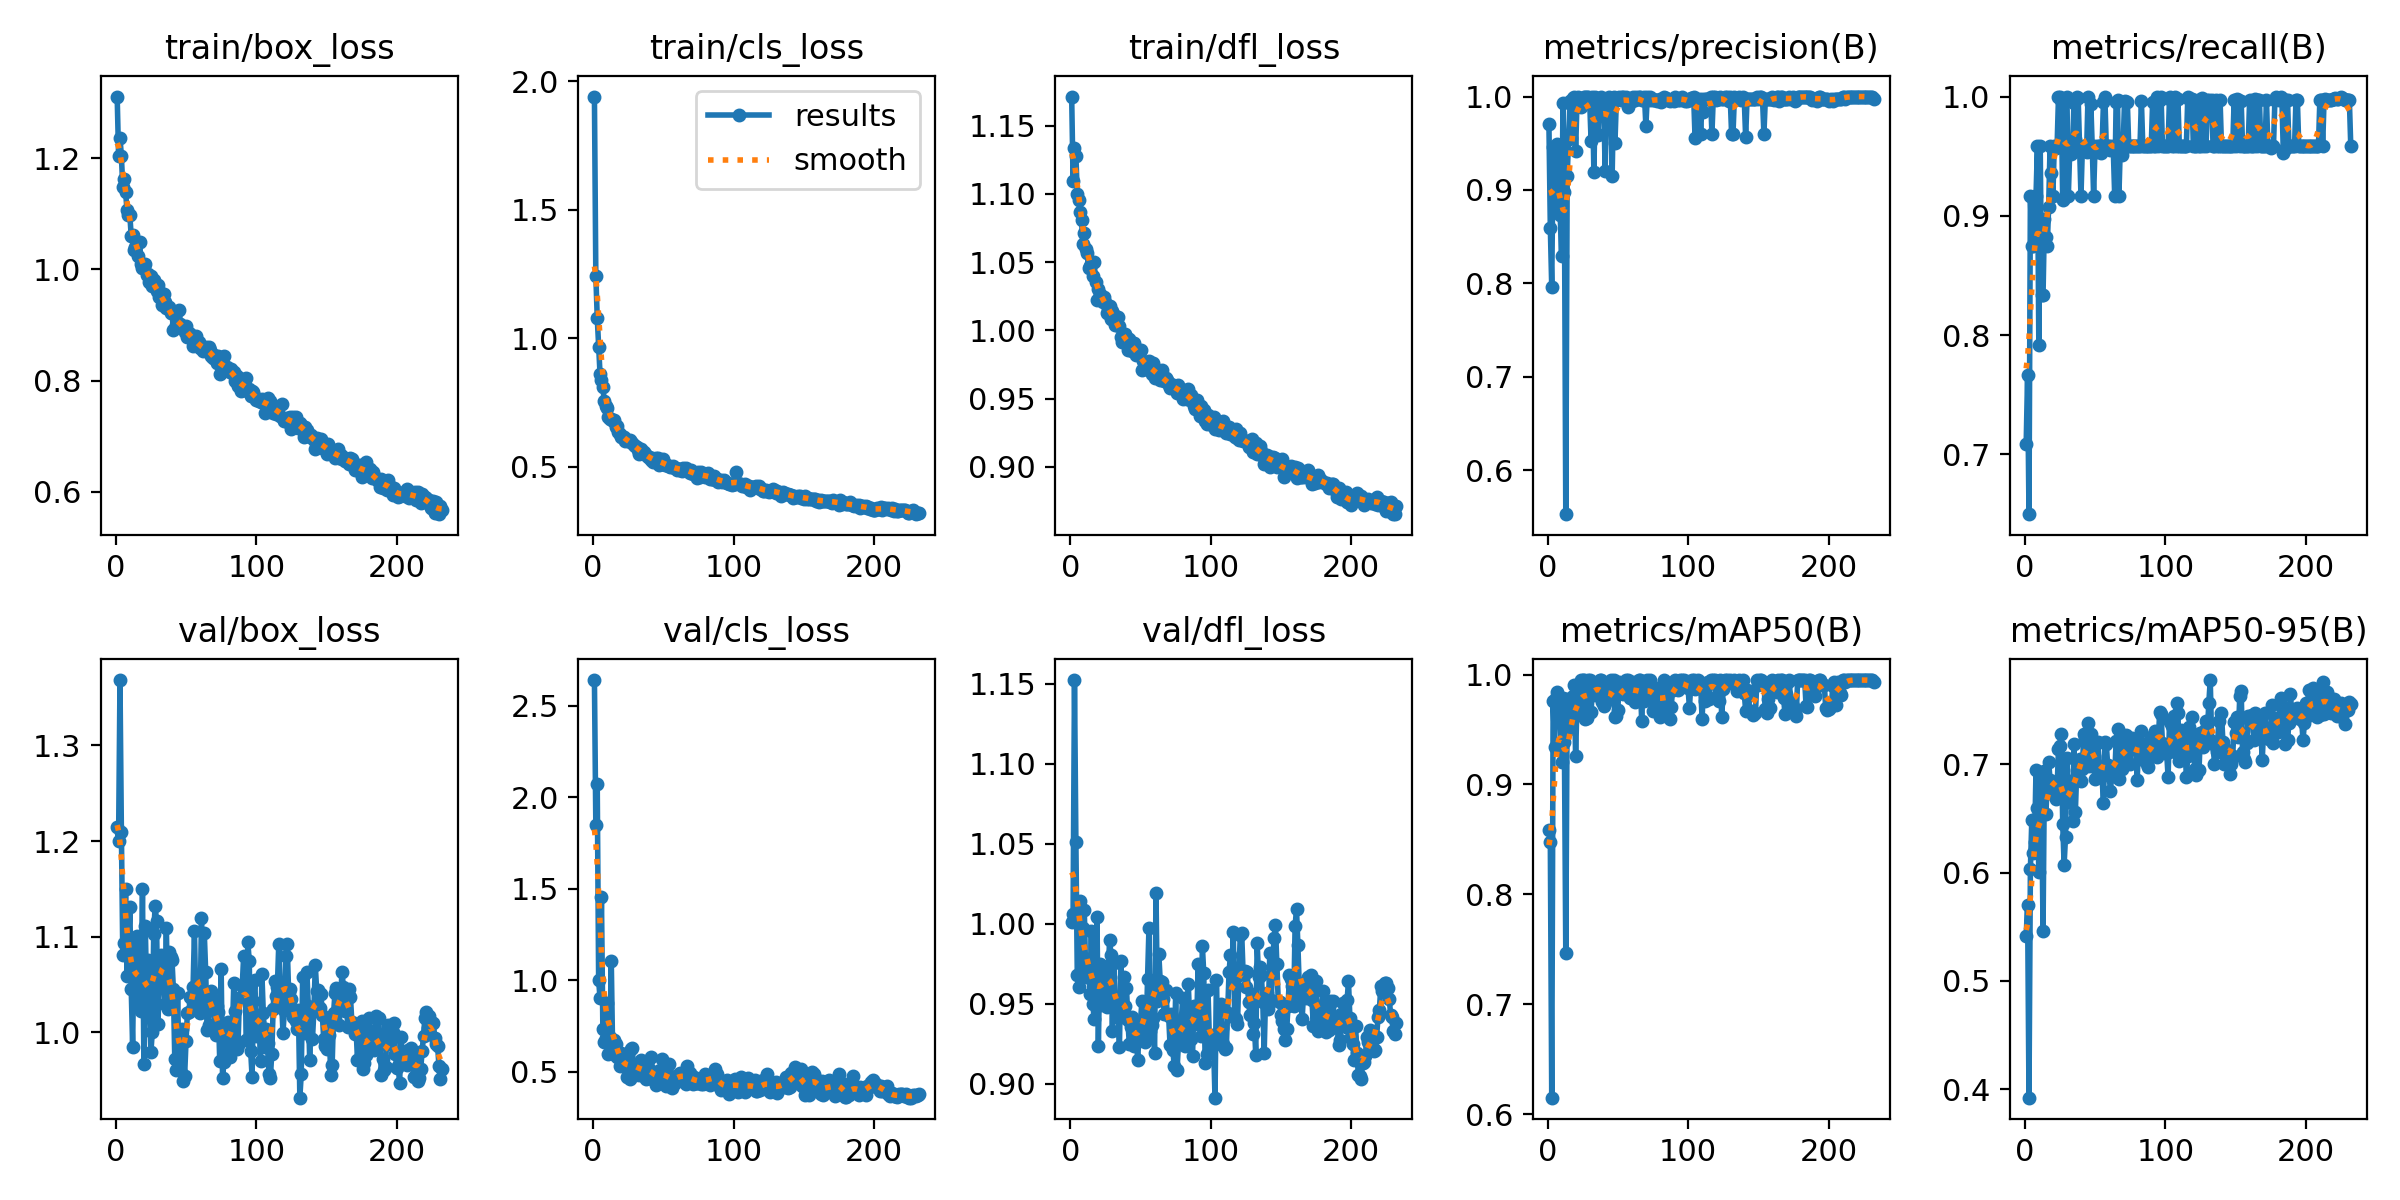 train/box_loss
1.2
1.0
0.8
0.6
0 100 200
train/cls_loss
2.0
1.5
1.0
0.5
results
smooth
0 100 200
train/dfl_loss
1.15
1.10
1.05
1.00
0.95
0.90
0 100 200
metrics/precision(B)
1.0
0.9
0.8
0.7
0.6
0 100 200
metrics/recall(B)
1.0
0.9
0.8
0.7
0 100 200
val/box_loss
1.3
1.2
1.1
1.0
0 100 200
val/cls_loss
2.5
2.0
1.5
1.0
0.5
0 100 200
val/dfl_loss
1.15
1.10
1.05
1.00
0.95
0.90
0 100 200
metrics/mAP50(B)
1.0
0.9
0.8
0.7
0.6
0 100 200
metrics/mAP50-95(B)
0.7
0.6
0.5
0.4
0 100 200